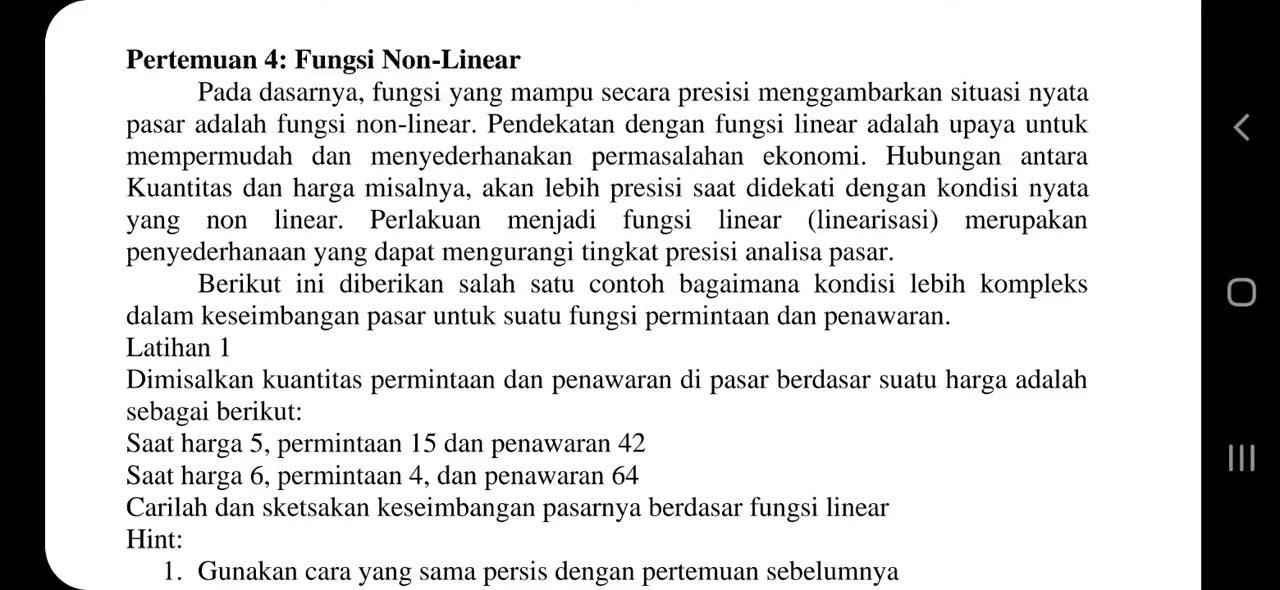 Pertemuan 4: Fungsi Non-Linear
Pada dasarnya, fungsi yang mampu secara presisi menggambarkan situasi nyata
pasar adalah fungsi non-linear. Pendekatan dengan fungsi linear adalah upaya untuk
mempermudah dan menyederhanakan permasalahan ekonomi. Hubungan antara
Kuantitas dan harga misalnya, akan lebih presisi saat didekati dengan kondisi nyata
yang non linear. Perlakuan menjadi fungsi linear (linearisasi) merupakan
penyederhanaan yang dapat mengurangi tingkat presisi analisa pasar.
Berikut ini diberikan salah satu contoh bagaimana kondisi lebih kompleks
dalam keseimbangan pasar untuk suatu fungsi permintaan dan penawaran.
Latihan 1
Dimisalkan kuantitas permintaan dan penawaran di pasar berdasar suatu harga adalah
sebagai berikut:
Saat harga 5, permintaan 15 dan penawaran 42
Saat harga 6, permintaan 4, dan penawaran 64
Carilah dan sketsakan keseimbangan pasarnya berdasar fungsi linear
Hint:
1. Gunakan cara yang sama persis dengan pertemuan sebelumnya